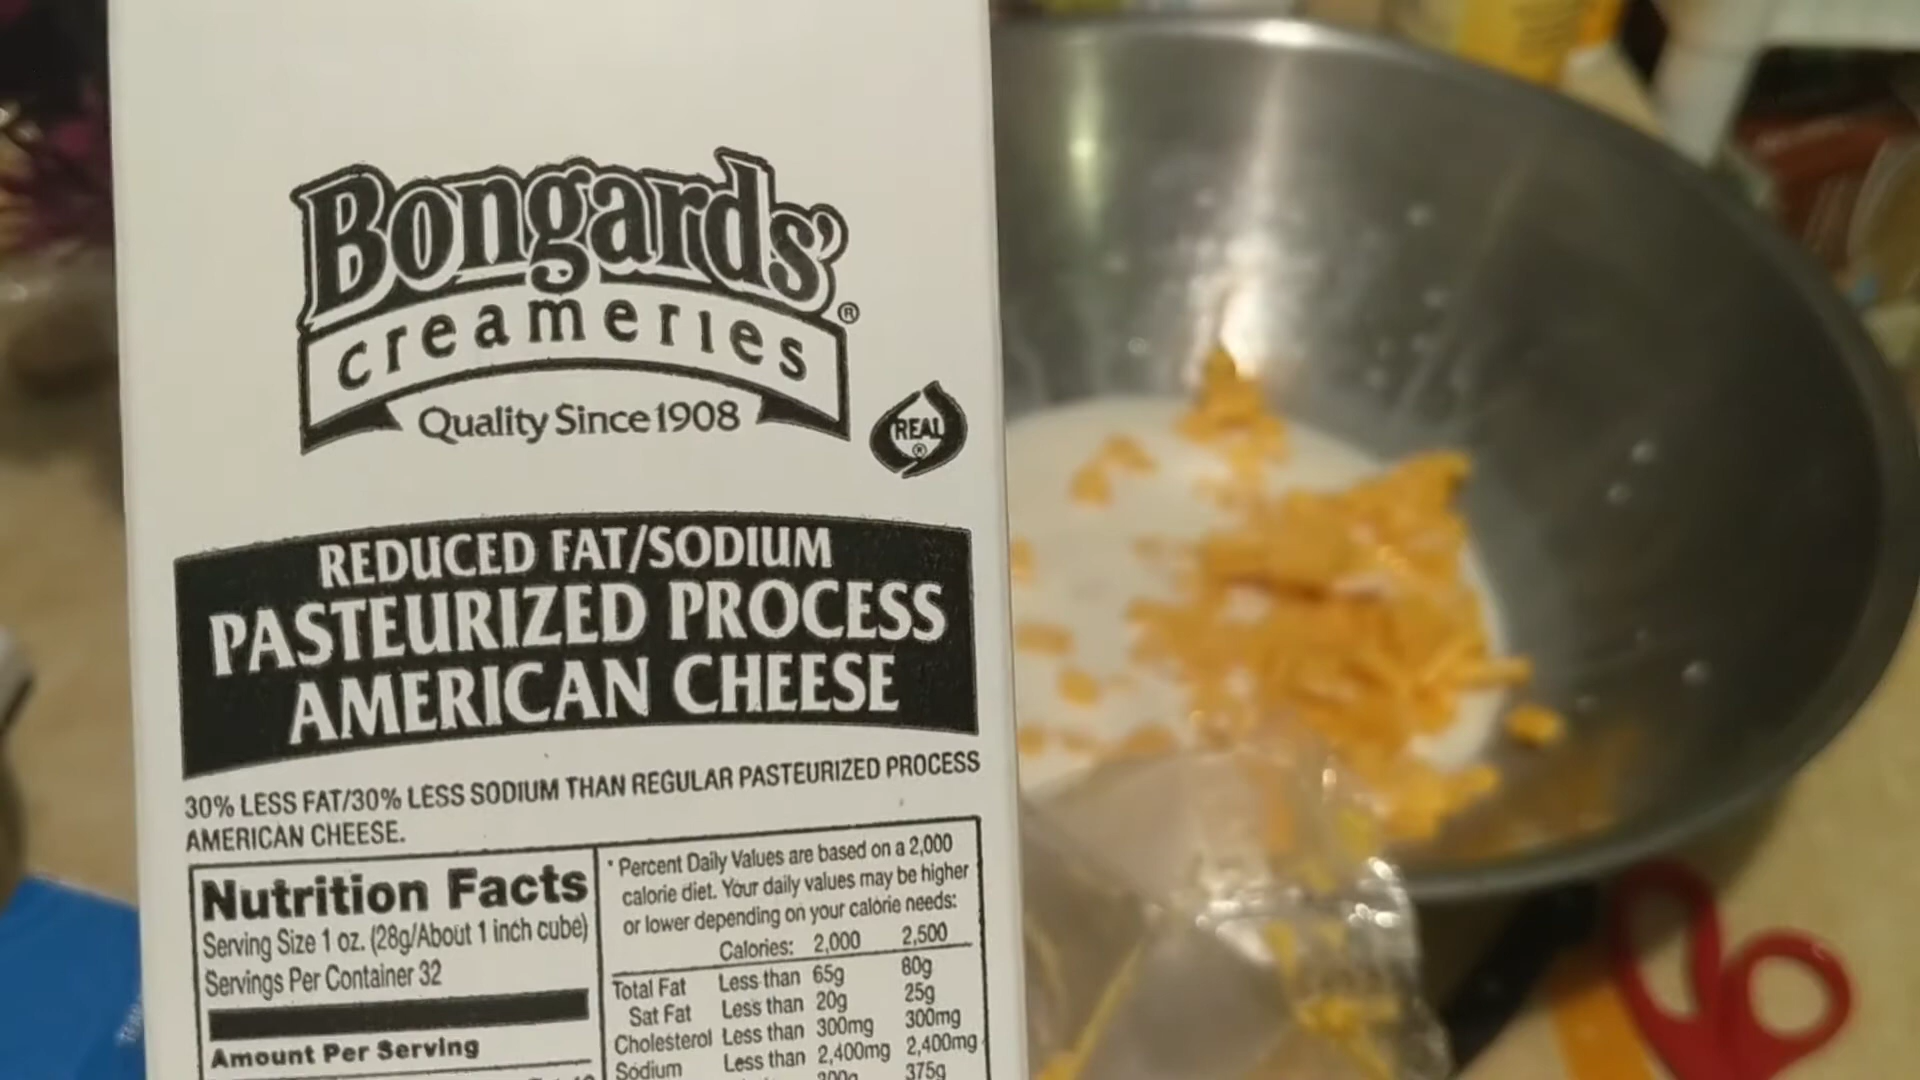 Bongards'®
creameries
Quality Since 1908
REAL
®
REDUCED FAT/SODIUM
PASTEURIZED PROCESS
AMERICAN CHEESE
30% LESS FAT/30% LESS SODIUM THAN REGULAR PASTEURIZED PROCESS
AMERICAN CHEESE.
Nutrition Facts
Serving Size 1 oz. (28g/About 1 inch cube)
Servings Per Container 32
Amount Per Serving
* Percent Daily Values are based on a 2,000
calorie diet. Your daily values may be higher
or lower depending on your calorie needs:
Calories: 2,000 2,500
Total Fat Less than 65g 80g
Sat Fat Less than 20g 25g
Cholesterol Less than 300mg 300mg
Sodium Less than 2,400mg 2,400mg
300g 375g